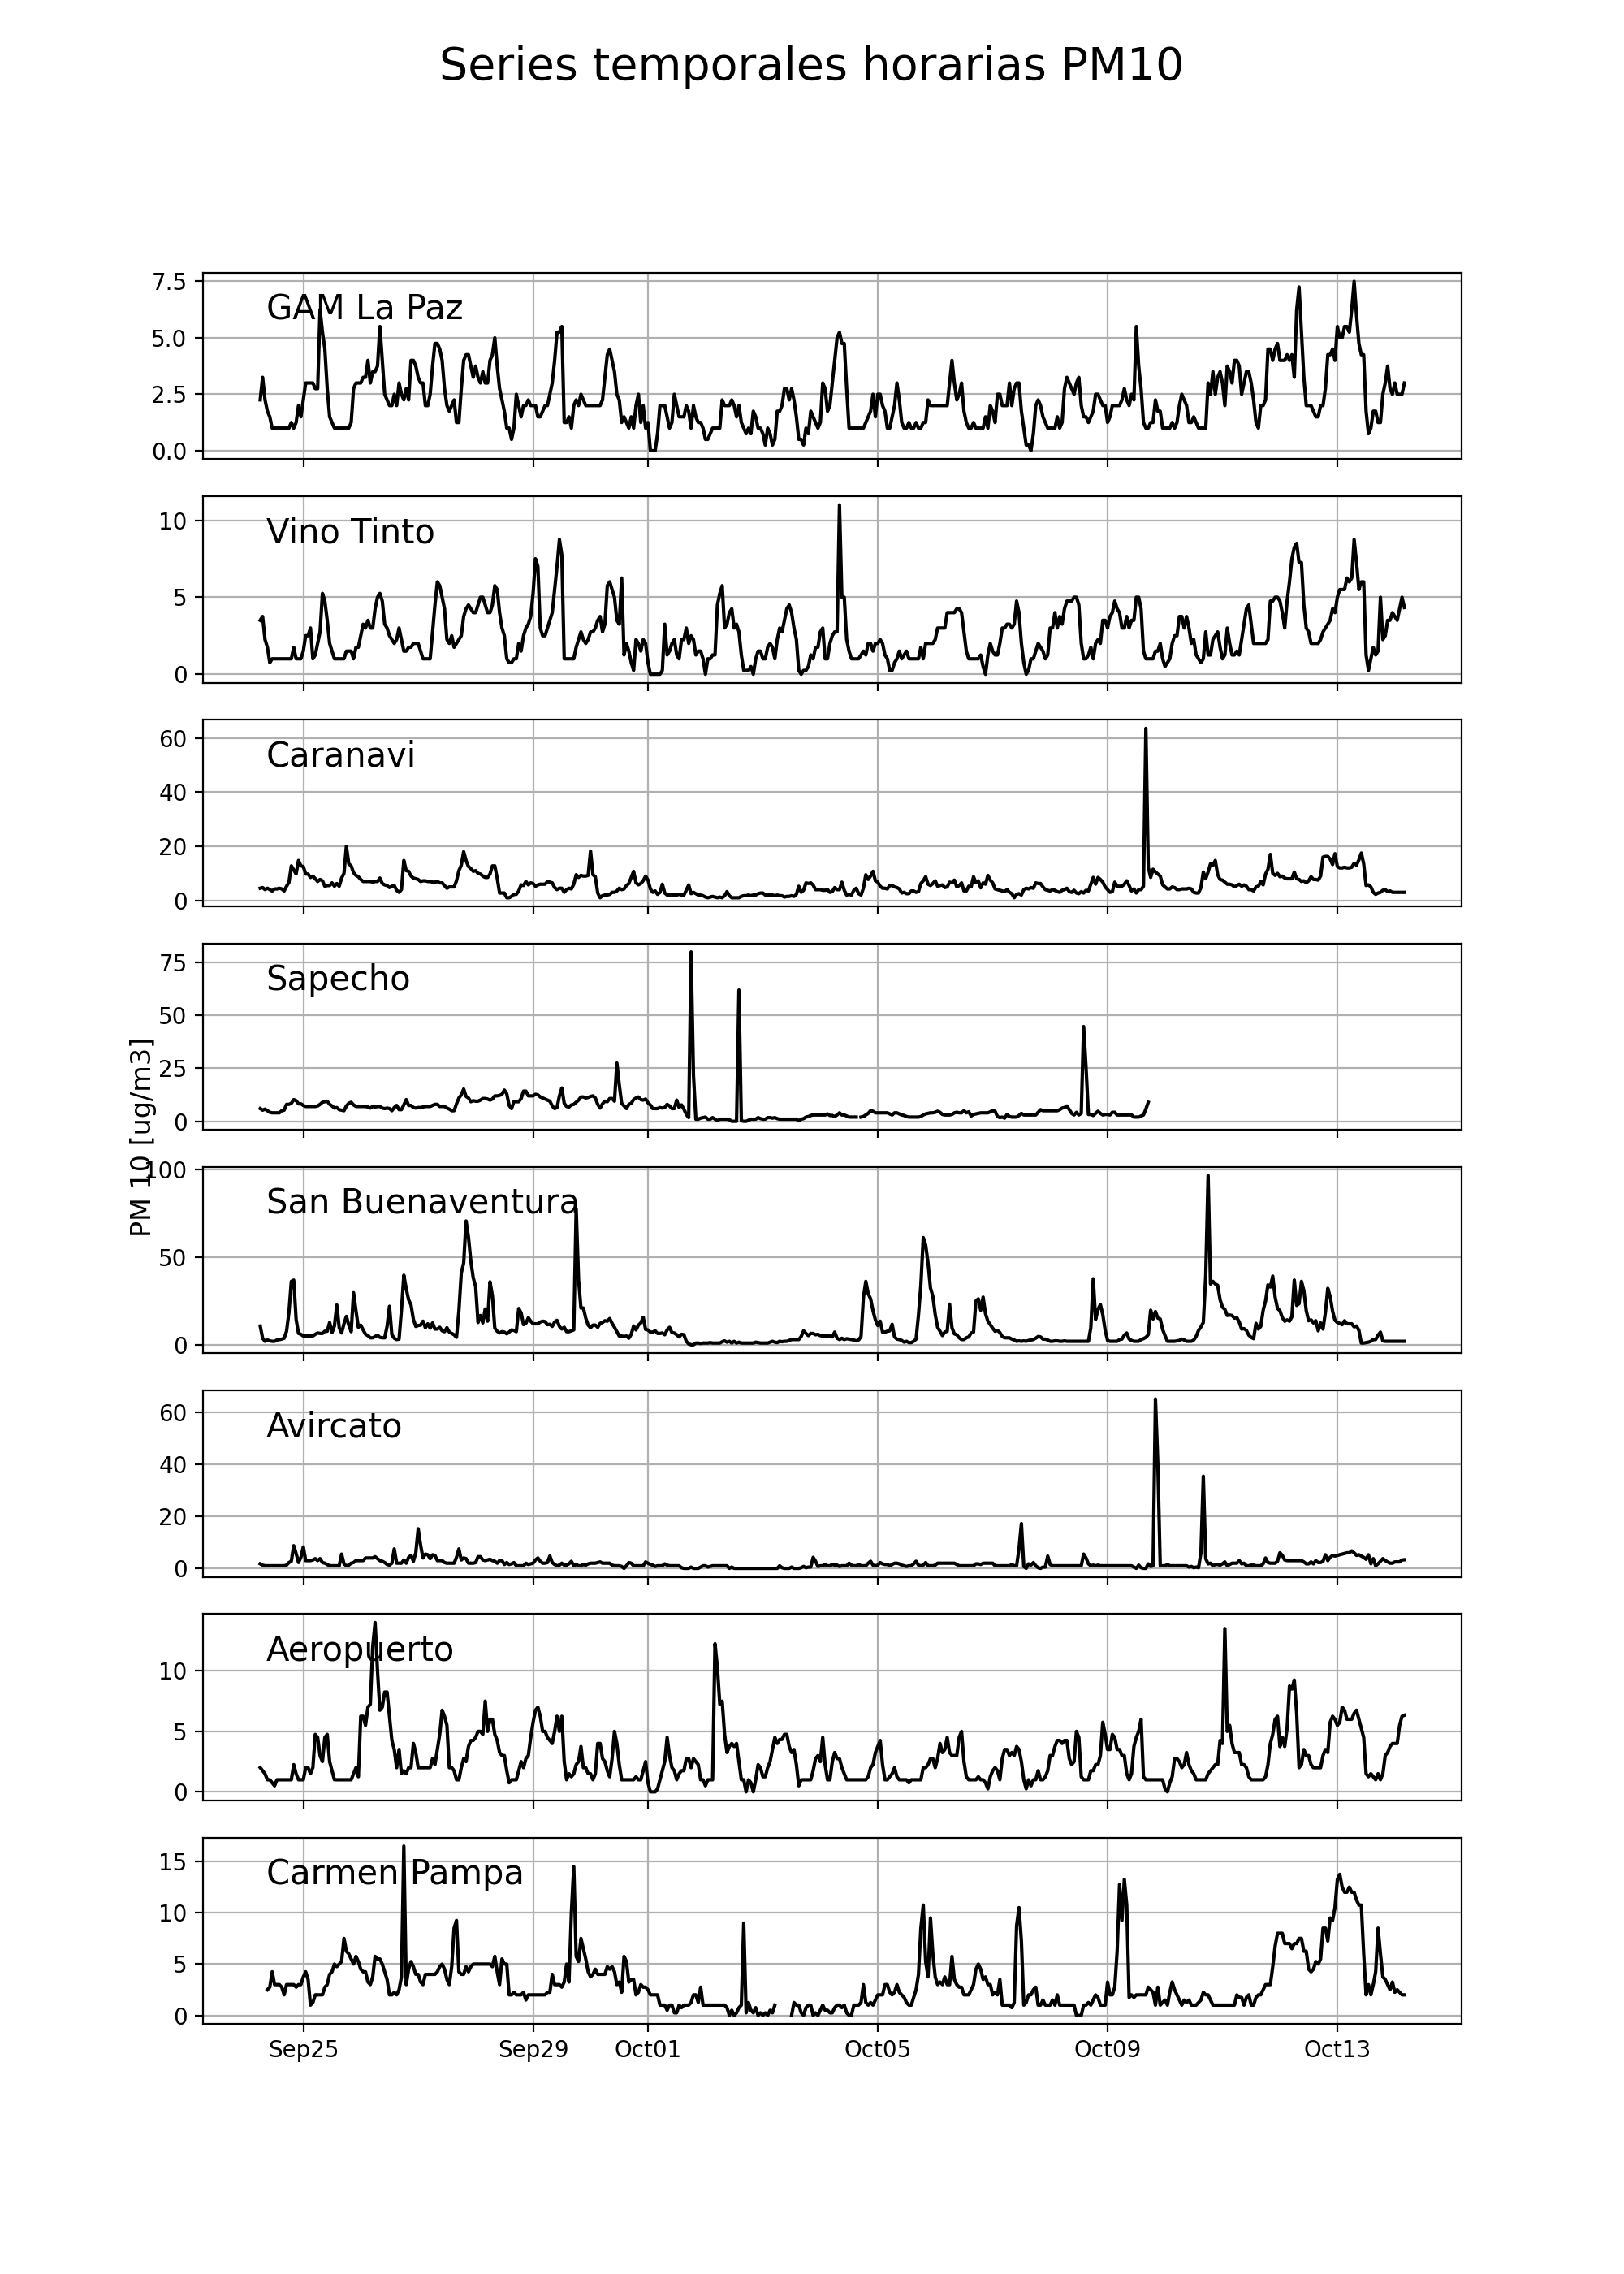 Series temporales horarias PM10
GAM La Paz
7.5
5.0
2.5
0.0
Vino Tinto
10
5
0
Caranavi
60
40
20
0
Sapecho
75
50
25
0
PM 10 [ug/m3]
San Buenaventura
100
50
0
Avircato
60
40
20
0
Aeropuerto
10
5
0
Carmen Pampa
15
10
5
0
Sep25 Sep29 Oct01 Oct05 Oct09 Oct13